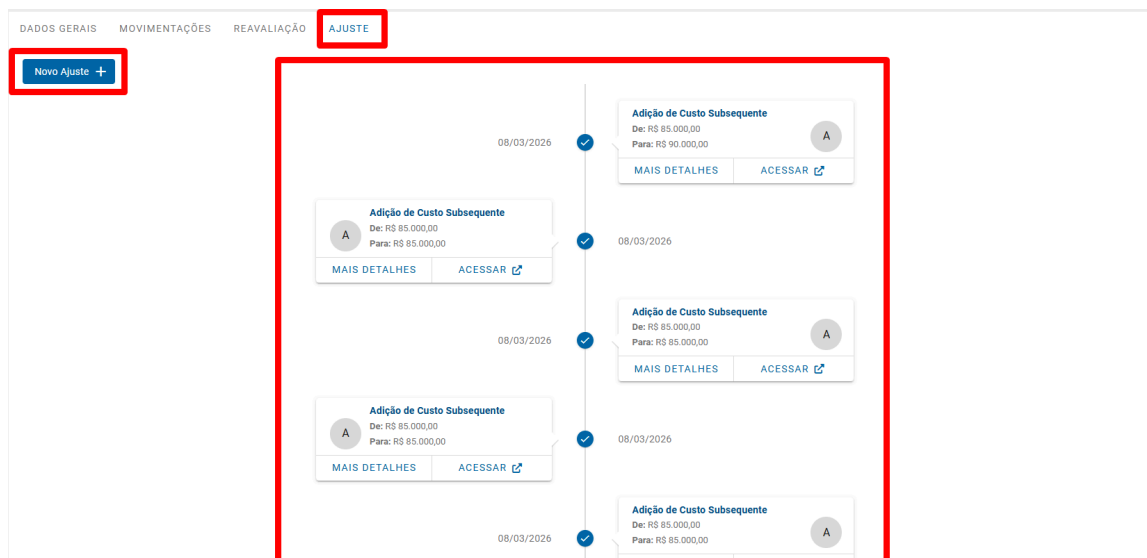 DADOS GERAIS MOVIMENTAÇÕES REAVALIAÇÃO AJUSTE
Novo Ajuste +
08/03/2026
Adição de Custo Subsequente
De: R$ 85.000,00
Para: R$ 90.000,00
A
MAIS DETALHES ACESSAR
Adição de Custo Subsequente
De: R$ 85.000,00
Para: R$ 85.000,00
A
MAIS DETALHES ACESSAR
08/03/2026
08/03/2026
Adição de Custo Subsequente
De: R$ 85.000,00
Para: R$ 85.000,00
A
MAIS DETALHES ACESSAR
Adição de Custo Subsequente
De: R$ 85.000,00
Para: R$ 85.000,00
A
MAIS DETALHES ACESSAR
08/03/2026
08/03/2026
Adição de Custo Subsequente
De: R$ 85.000,00
Para: R$ 85.000,00
A